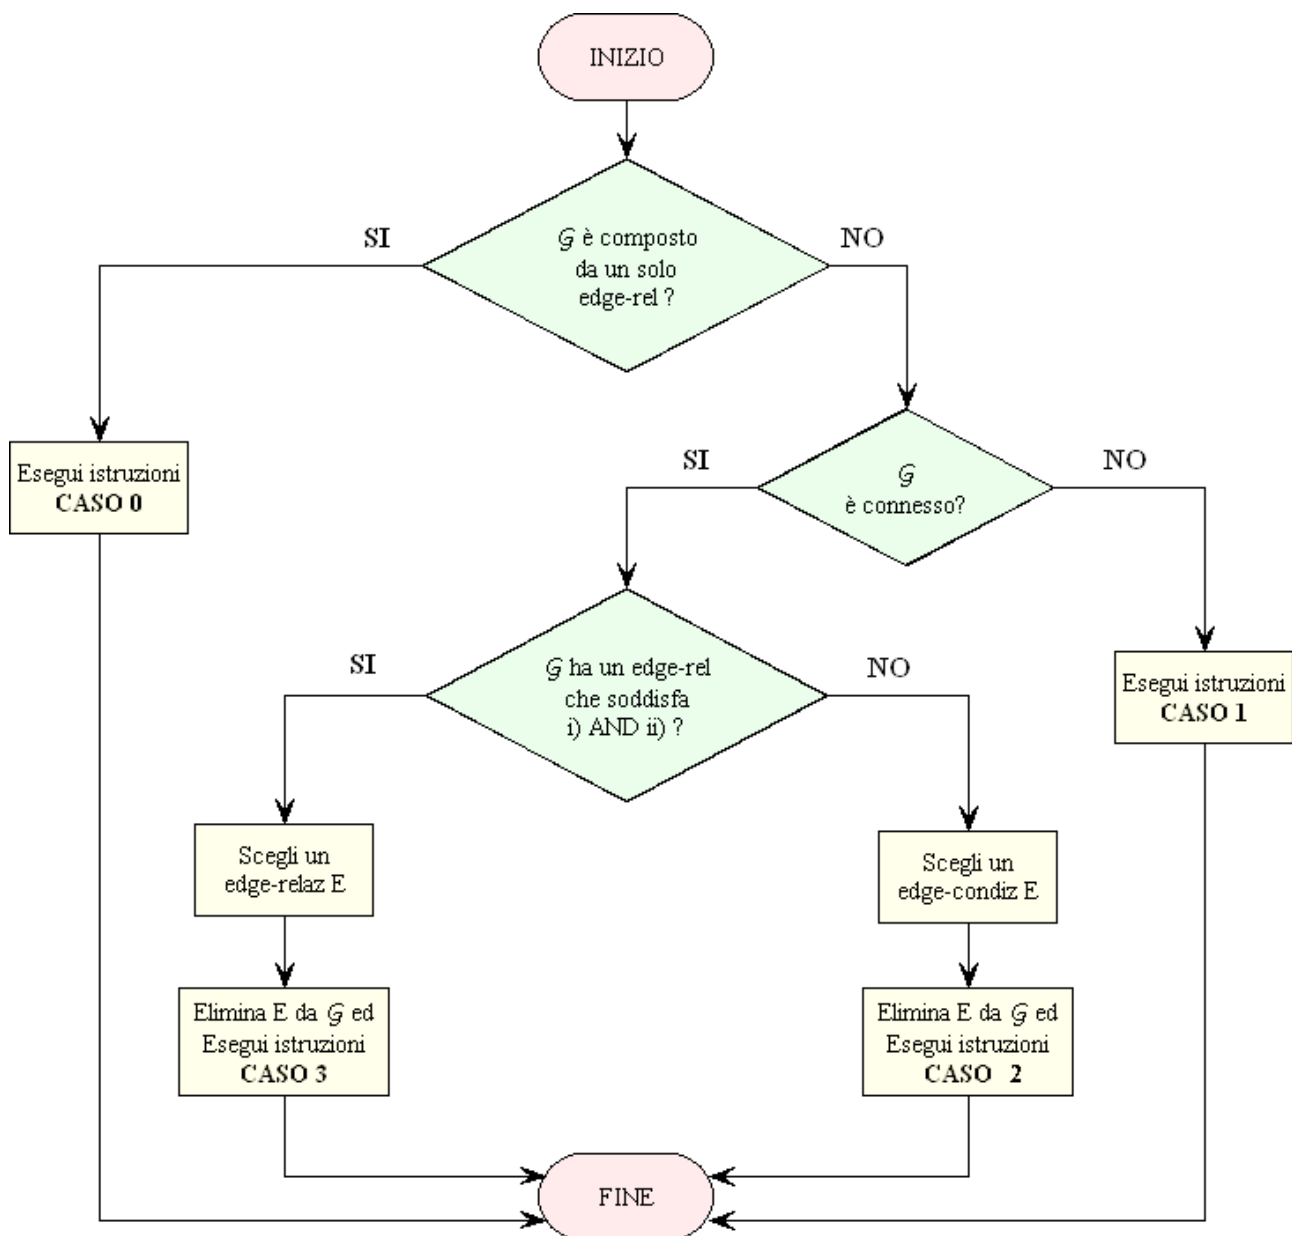 INIZIO
SI
NO
𝒢 è composto
da un solo
edge-rel ?
SI
NO
𝒢
è connesso?
Esegui istruzioni
CASO 0
SI
NO
𝒢 ha un edge-rel
che soddisfa
i) AND ii) ?
Esegui istruzioni
CASO 1
Scegli un
edge-relaz E
Scegli un
edge-condiz E
Elimina E da 𝒢 ed
Esegui istruzioni
CASO 3
Elimina E da 𝒢 ed
Esegui istruzioni
CASO 2
FINE